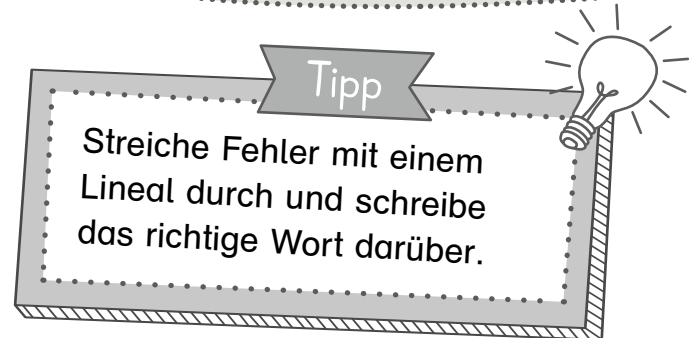 Tipp
Streiche Fehler mit einem
Lineal durch und schreibe
das richtige Wort darüber.